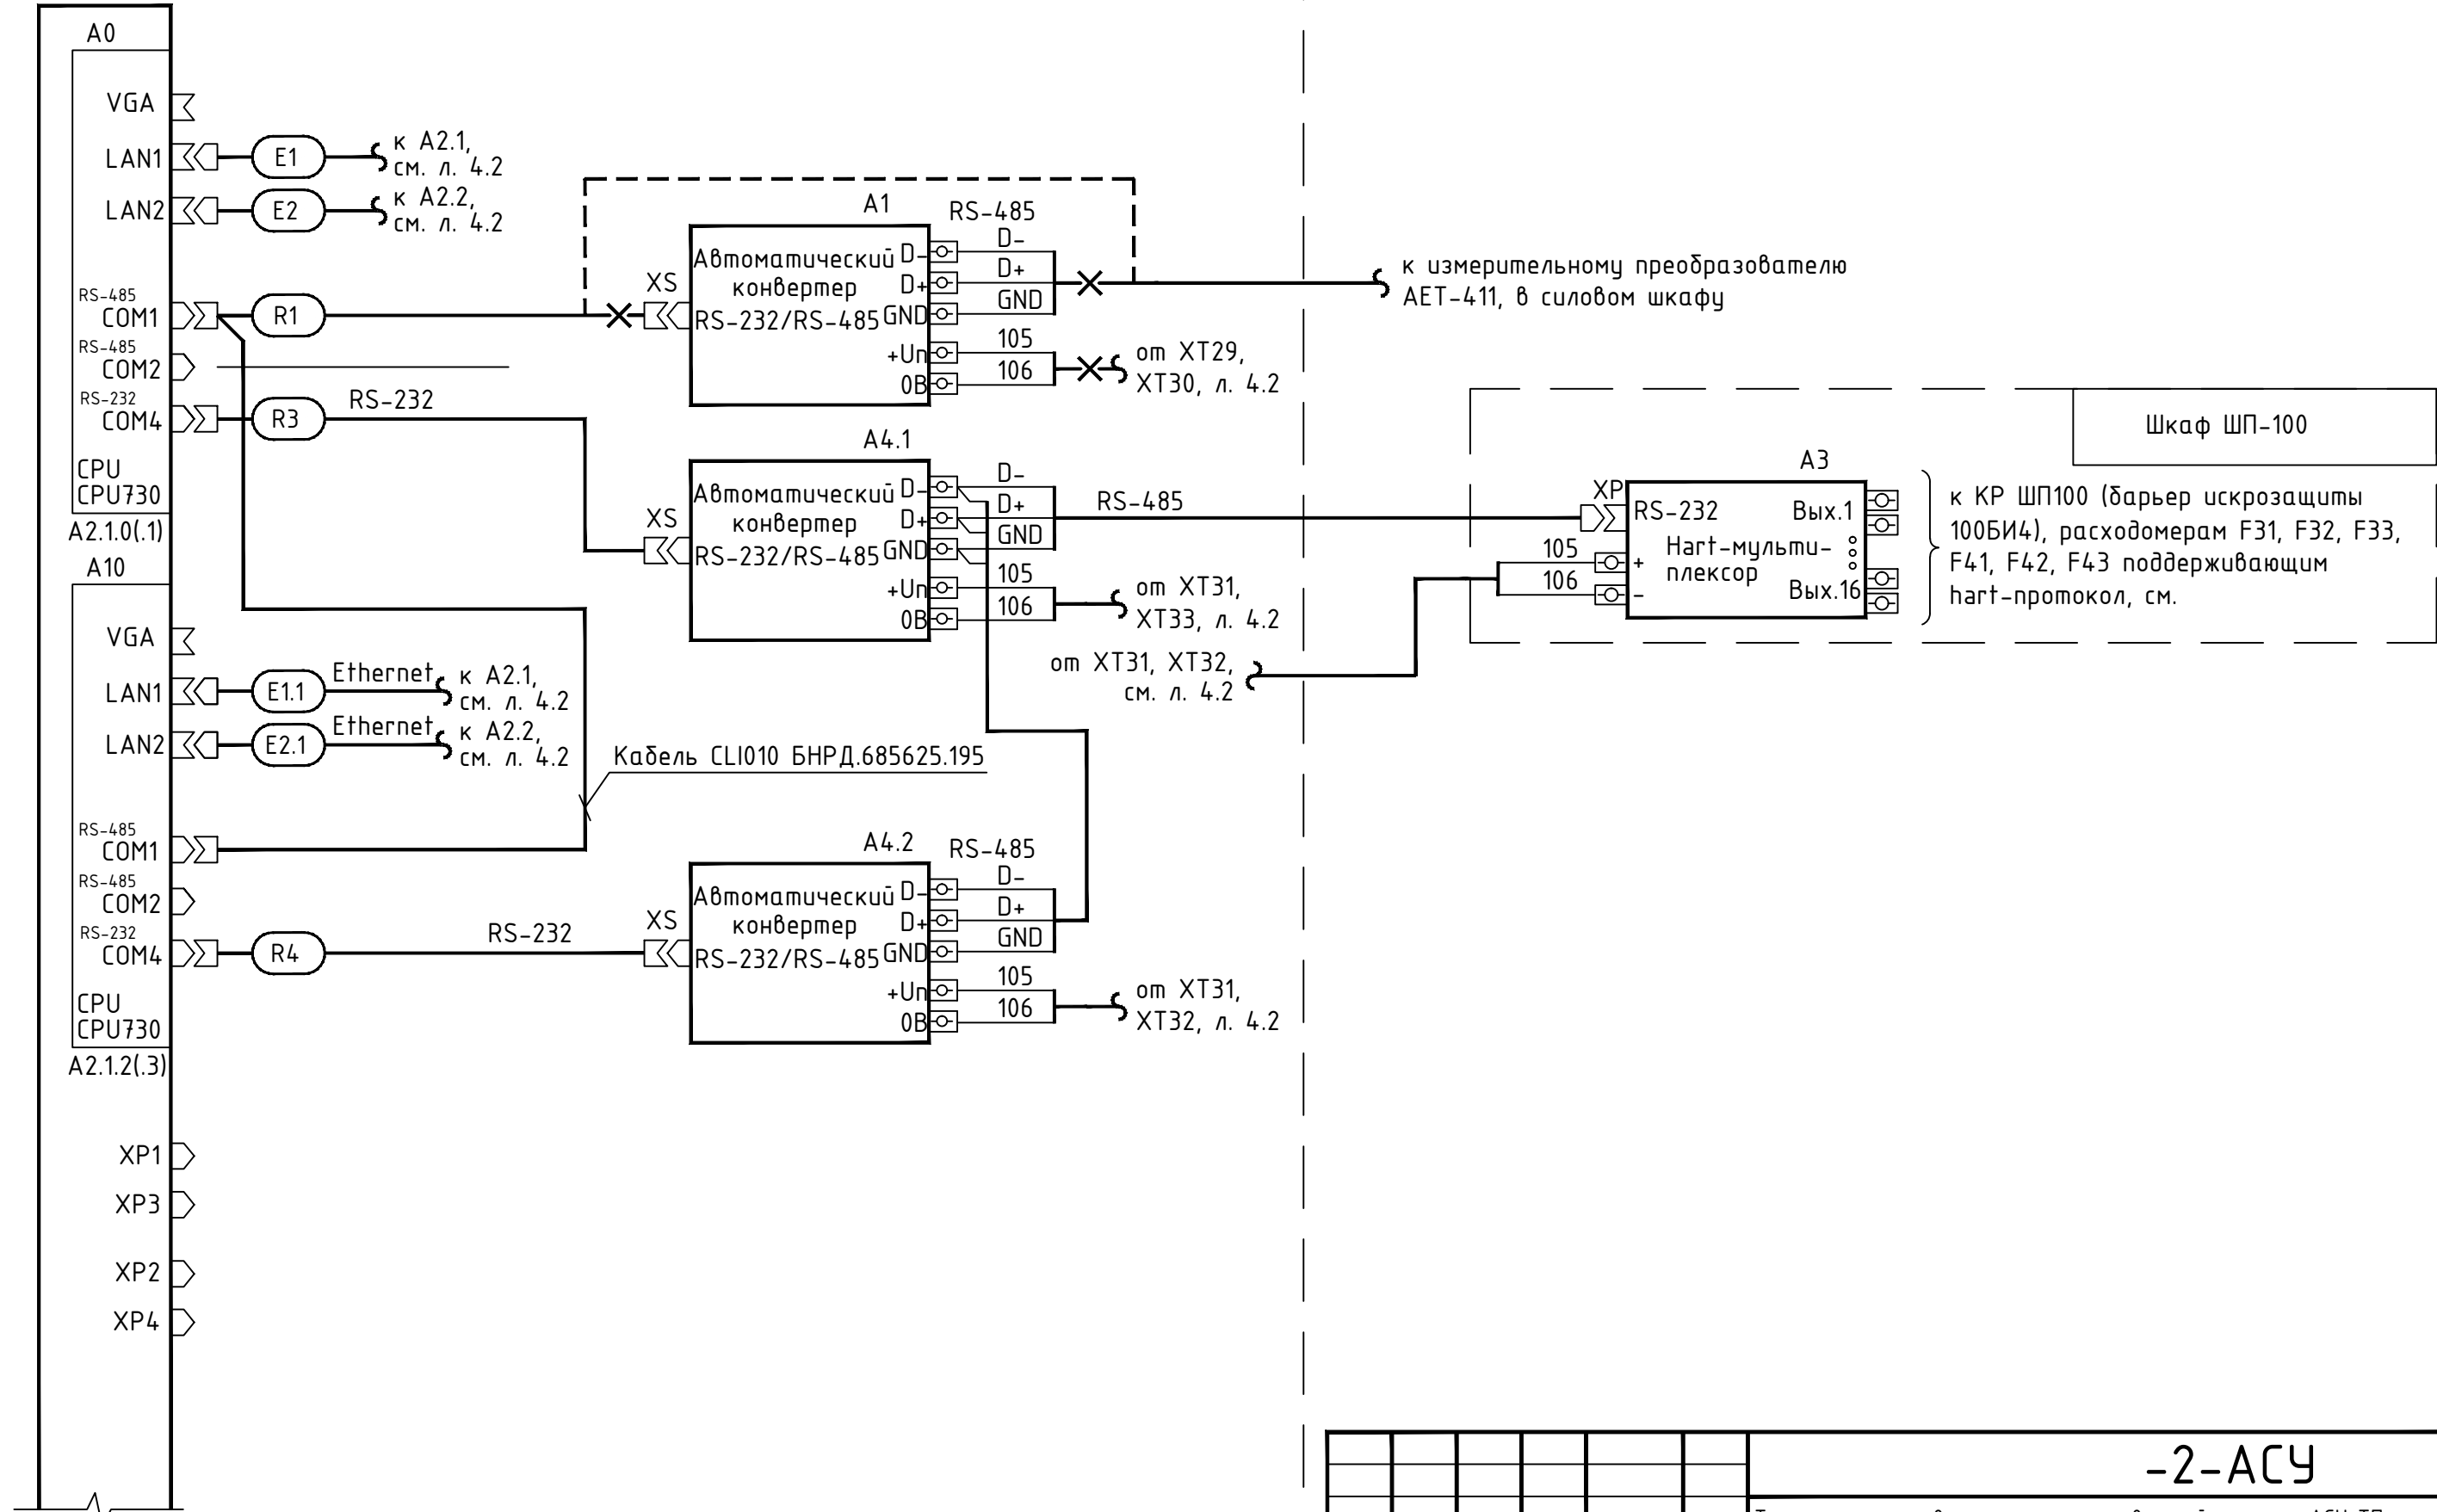 A0
VGA
LAN1
E1
к А2.1,
см. л. 4.2
LAN2
E2
к А2.2,
см. л. 4.2
RS-485
COM1
R1
RS-485
COM2
RS-232
COM4
R3
RS-232
CPU
CPU730
A2.1.0(.1)
A1
RS-485
XS
Автоматический
конвертер
RS-232/RS-485
D-
D+
GND
+Uп
0В
D-
D+
GND
105
106
к измерительному преобразователю
АЕТ-411, в силовом шкафу
от ХТ29,
ХТ30, л. 4.2
A4.1
XS
Автоматический
конвертер
RS-232/RS-485
D-
D+
GND
+Uп
0В
D-
D+
GND
105
106
RS-485
от ХТ31,
ХТ33, л. 4.2
Шкаф ШП-100
A3
XP
RS-232
Hart-мульти-
плексор
Вых.1
Вых.16
105
106
+
-
к КР ШП100 (барьер искрозащиты
100БИ4), расходомерам F31, F32, F33,
F41, F42, F43 поддерживающим
hart-протокол, см.
от ХТ31, ХТ32,
см. л. 4.2
A10
VGA
LAN1
E1.1
Ethernet
к А2.1,
см. л. 4.2
LAN2
E2.1
Ethernet
к А2.2,
см. л. 4.2
Кабель CLI010 БНРД.685625.195
RS-485
COM1
RS-485
COM2
RS-232
COM4
R4
RS-232
CPU
CPU730
A2.1.2(.3)
A4.2
RS-485
XS
Автоматический
конвертер
RS-232/RS-485
D-
D+
GND
+Uп
0В
D-
D+
GND
105
106
от ХТ31,
ХТ32, л. 4.2
XP1
XP3
XP2
XP4
-2-АСУ